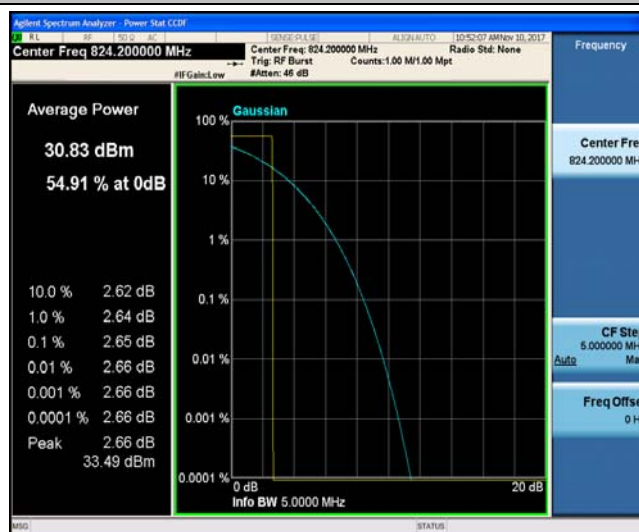 Agilent Spectrum Analyzer - Power Stat CCDF
RL RF 50 Ω AC SENSE:PULSE ALIGN AUTO 10:52:07 AM Nov 10, 2017
Center Freq 824.200000 MHz
Center Freq: 824.200000 MHz Radio Std: None
Trig: RF Burst Counts:1.00 M/1.00 Mpt
#IFGain:Low #Atten: 46 dB
Frequency
Average Power
30.83 dBm
54.91 % at 0dB
10.0 % 2.62 dB
1.0 % 2.64 dB
0.1 % 2.65 dB
0.01 % 2.66 dB
0.001 % 2.66 dB
0.0001 % 2.66 dB
Peak 2.66 dB
33.49 dBm
Gaussian
100 %
10 %
1 %
0.1 %
0.01 %
0.001 %
0.0001 %
0 dB 20 dB
Info BW 5.0000 MHz
Center Fre
824.200000 MH
CF Ste
5.000000 MH
Auto Ma
Freq Offse
0 H
MSG STATUS